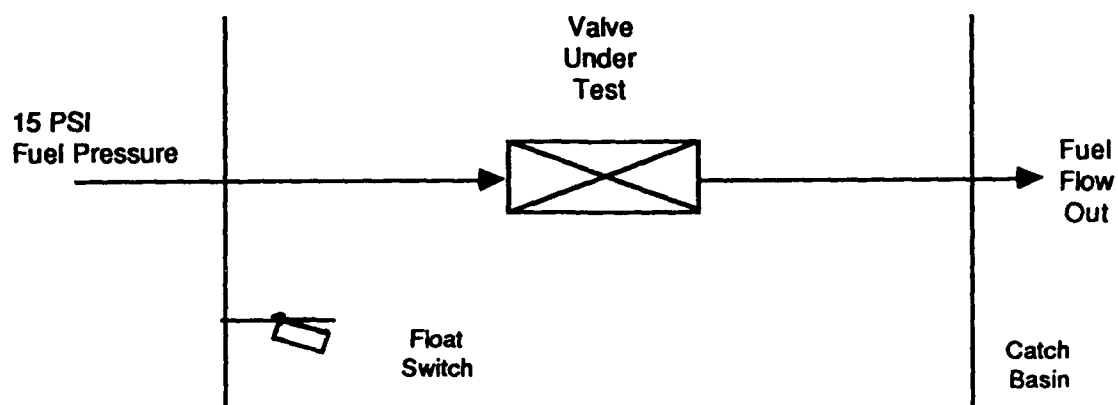 Valve
Under
Test
15 PSI
Fuel Pressure
Fuel
Flow
Out
Float
Switch
Catch
Basin